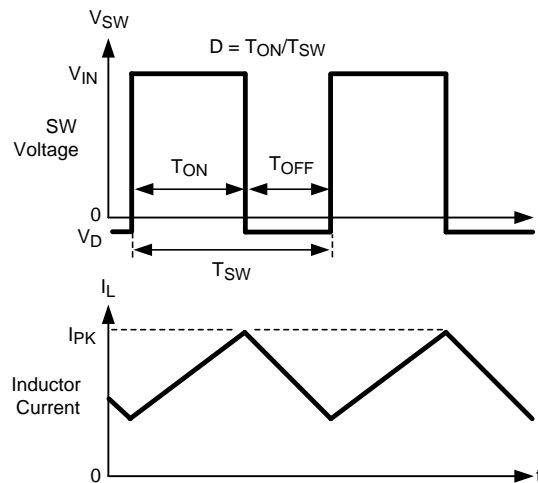 VSW
D = TON/TSW
VIN
SW
Voltage
TON
TOFF
0
VD
TSW
IL
IPK
Inductor
Current
0
t